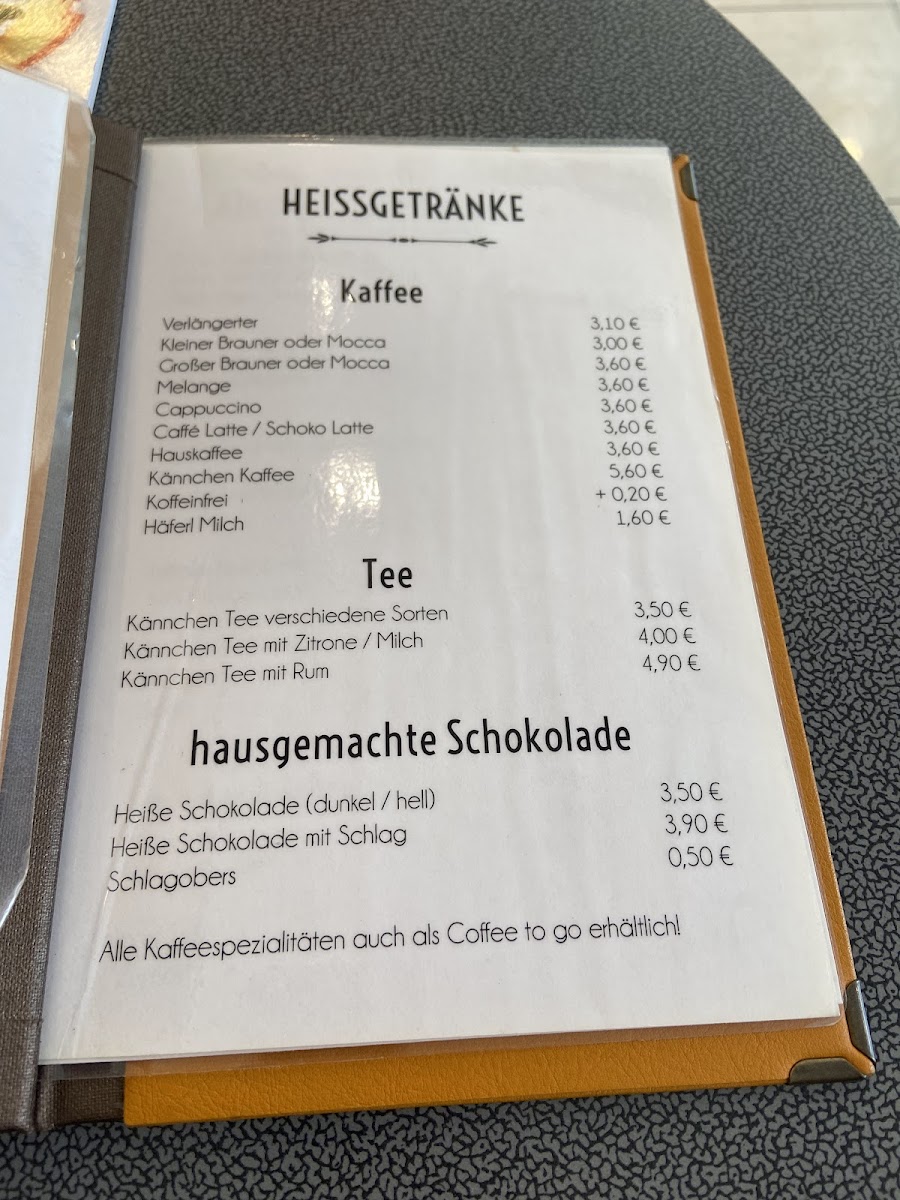 HEISSGETRÄNKE
Kaffee
Verlängerter 3,10 €
Kleiner Brauner oder Mocca 3,00 €
Großer Brauner oder Mocca 3,60 €
Melange 3,60 €
Cappuccino 3,60 €
Caffé Latte / Schoko Latte 3,60 €
Hauskaffee 3,60 €
Kännchen Kaffee 5,60 €
Koffeinfrei + 0,20 €
Häferl Milch 1,60 €
Tee
Kännchen Tee verschiedene Sorten 3,50 €
Kännchen Tee mit Zitrone / Milch 4,00 €
Kännchen Tee mit Rum 4,90 €
hausgemachte Schokolade
Heiße Schokolade (dunkel / hell) 3,50 €
Heiße Schokolade mit Schlag 3,90 €
Schlagobers 0,50 €
Alle Kaffeespezialitäten auch als Coffee to go erhältlich!